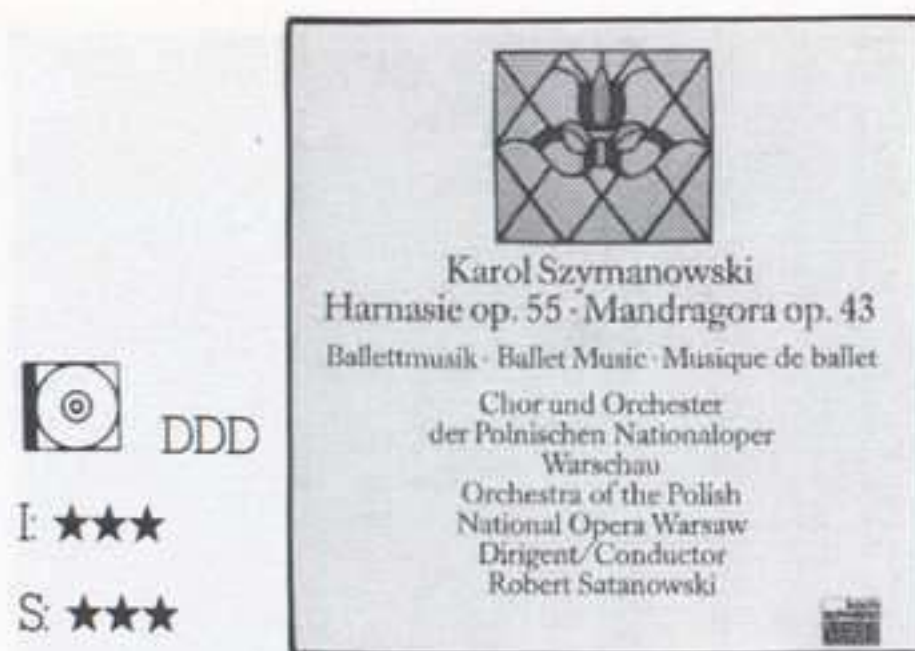 DDD
I: ★★★
S: ★★★
Karol Szymanowski
Harnasie op. 55 · Mandragora op. 43
Ballettmusik · Ballet Music · Musique de ballet
Chor und Orchester
der Polnischen Nationaloper
Warschau
Orchestra of the Polish
National Opera Warsaw
Dirigent/Conductor
Robert Satanowski